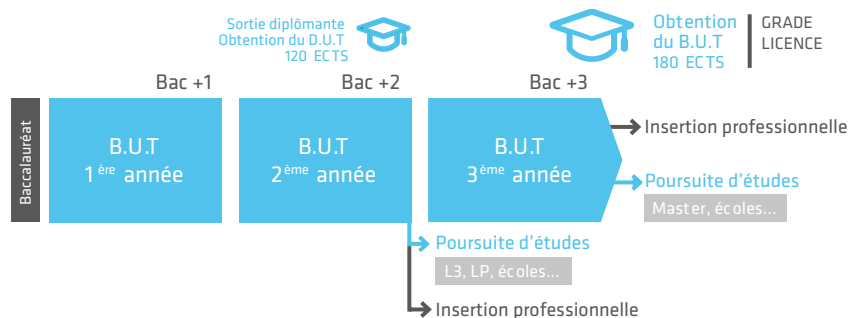 Sortie diplômante
Obtention du D.U.T
120 ECTS
Obtention
du B.U.T
180 ECTS
GRADE
LICENCE
Bac +1
Bac +2
Bac +3
Baccalauréat
B.U.T
1ère année
B.U.T
2ème année
B.U.T
3ème année
Insertion professionnelle
Poursuite d'études
Master, écoles...
Poursuite d'études
L3, LP, écoles...
Insertion professionnelle